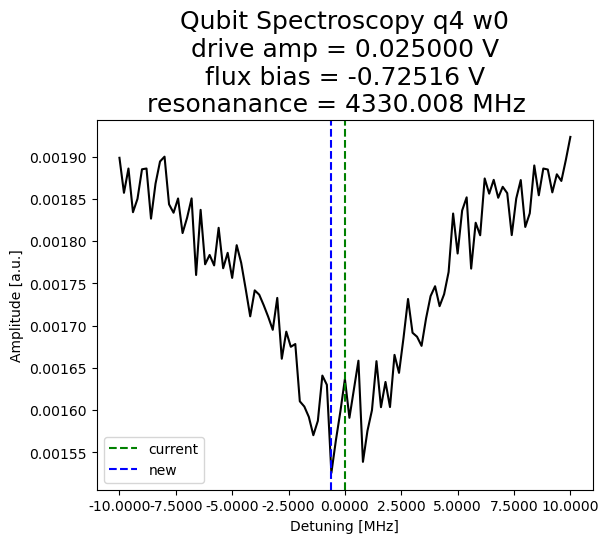 Qubit Spectroscopy q4 w0
drive amp = 0.025000 V
flux bias = -0.72516 V
resonanance = 4330.008 MHz
0.00190
0.00185
0.00180
0.00175
0.00170
0.00165
0.00160
0.00155
Amplitude [a.u.]
current
new
-10.0000 -7.5000 -5.0000 -2.5000 0.0000 2.5000 5.0000 7.5000 10.0000
Detuning [MHz]